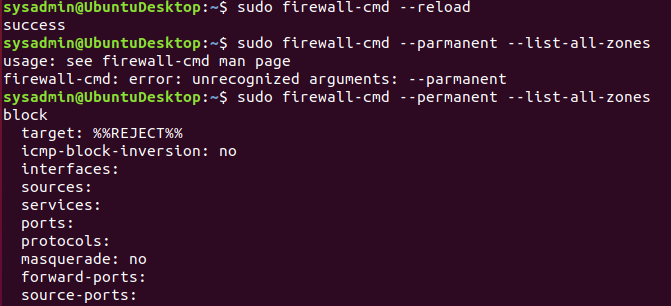 sysadmin@UbuntuDesktop:~$ sudo firewall-cmd --reload
success
sysadmin@UbuntuDesktop:~$ sudo firewall-cmd --parmanent --list-all-zones
usage: see firewall-cmd man page
firewall-cmd: error: unrecognized arguments: --parmanent
sysadmin@UbuntuDesktop:~$ sudo firewall-cmd --permanent --list-all-zones
block
  target: %%REJECT%%
  icmp-block-inversion: no
  interfaces:
  sources:
  services:
  ports:
  protocols:
  masquerade: no
  forward-ports:
  source-ports: